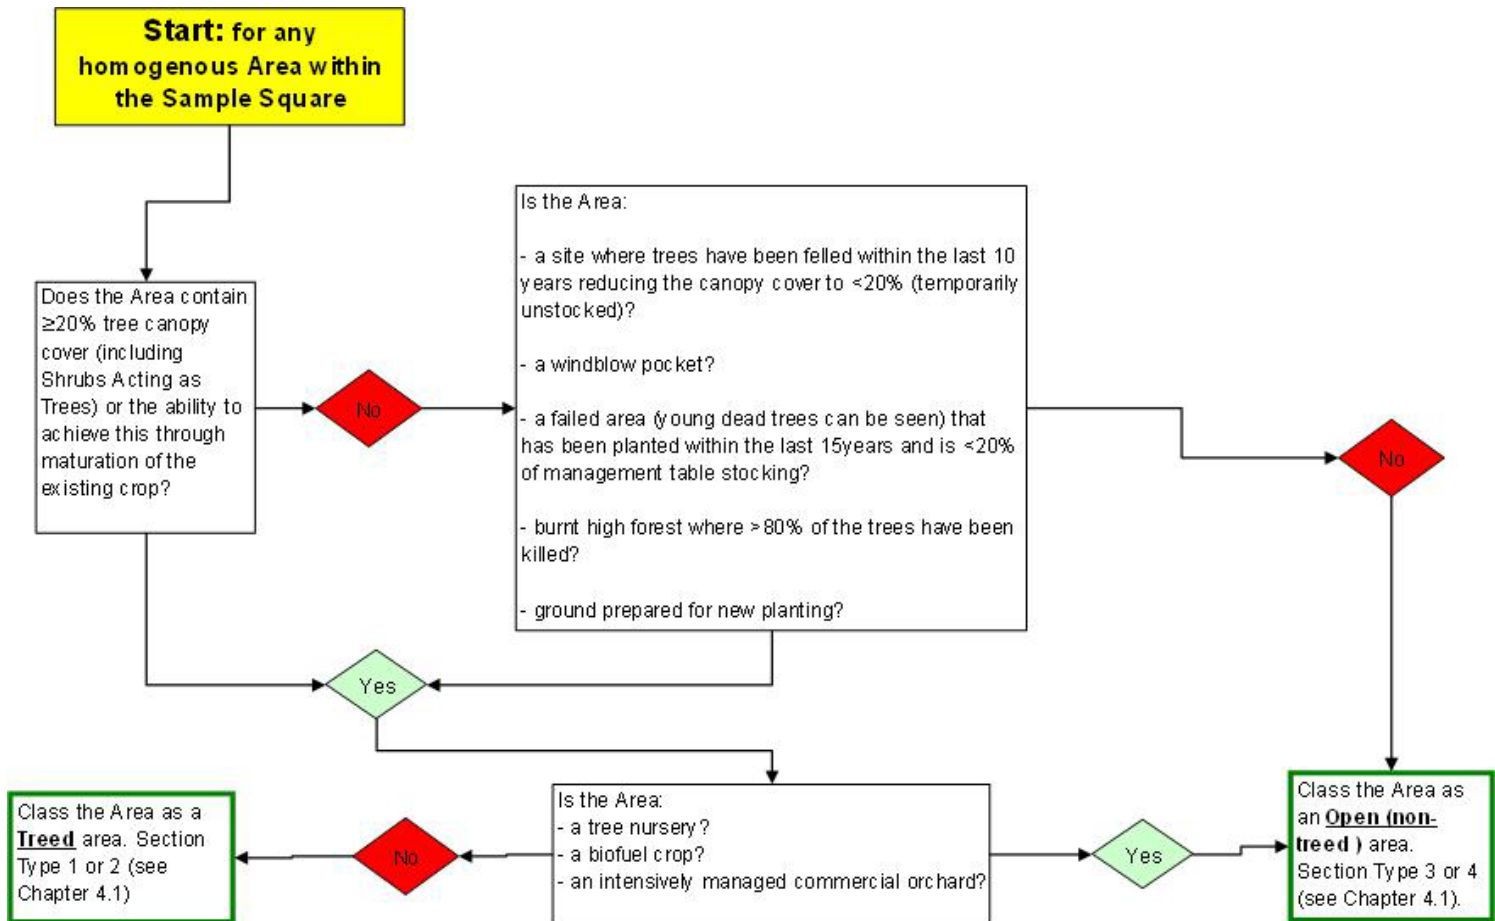 Start: for any
homogenous Area within
the Sample Square
Does the Area contain
≥20% tree canopy
cover (including
Shrubs Acting as
Trees) or the ability to
achieve this through
maturation of the
existing crop?
No
Is the Area:
- a site where trees have been felled within the last 10
years reducing the canopy cover to <20% (temporarily
unstocked)?
- a windblow pocket?
- a failed area (young dead trees can be seen) that
has been planted within the last 15years and is <20%
of management table stocking?
- burnt high forest where >80% of the trees have been
killed?
- ground prepared for new planting?
No
Yes
Is the Area:
- a tree nursery?
- a biofuel crop?
- an intensively managed commercial orchard?
No
Class the Area as a
Treed area. Section
Type 1 or 2 (see
Chapter 4.1)
Yes
Class the Area as
an Open (non-
treed ) area.
Section Type 3 or 4
(see Chapter 4.1).